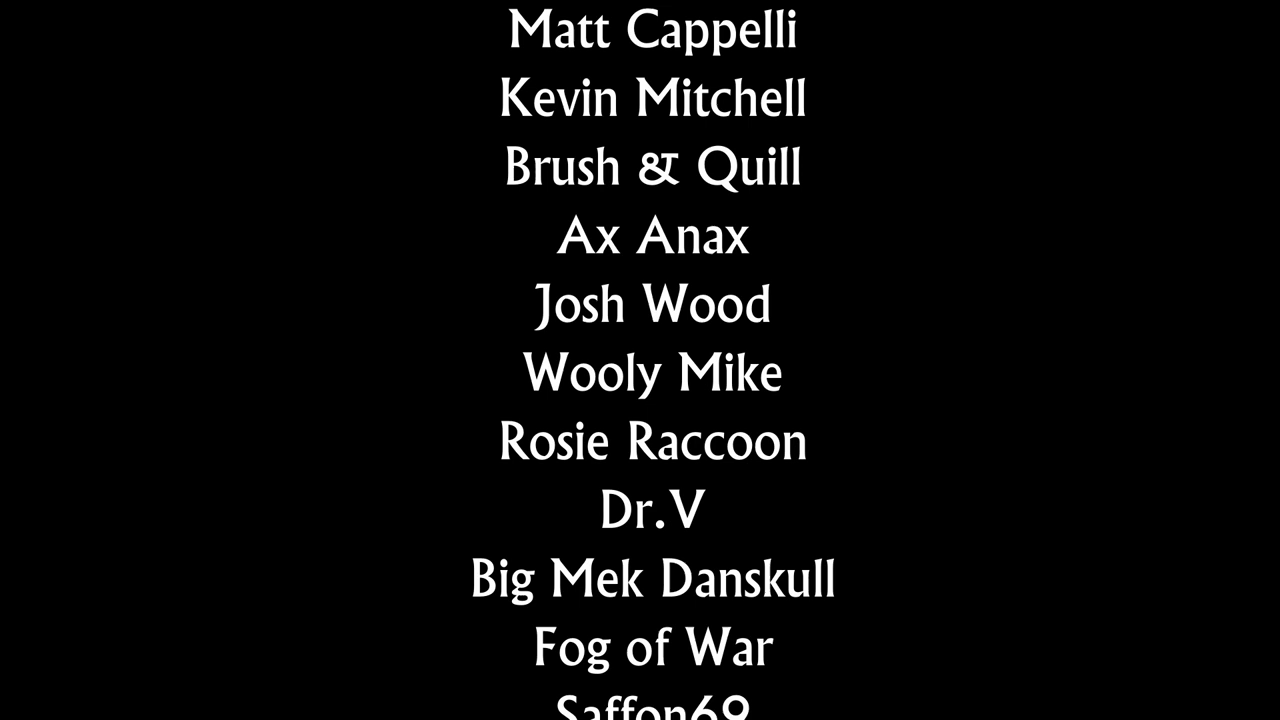 Matt Cappelli
Kevin Mitchell
Brush & Quill
Ax Anax
Josh Wood
Wooly Mike
Rosie Raccoon
Dr.V
Big Mek Danskull
Fog of War